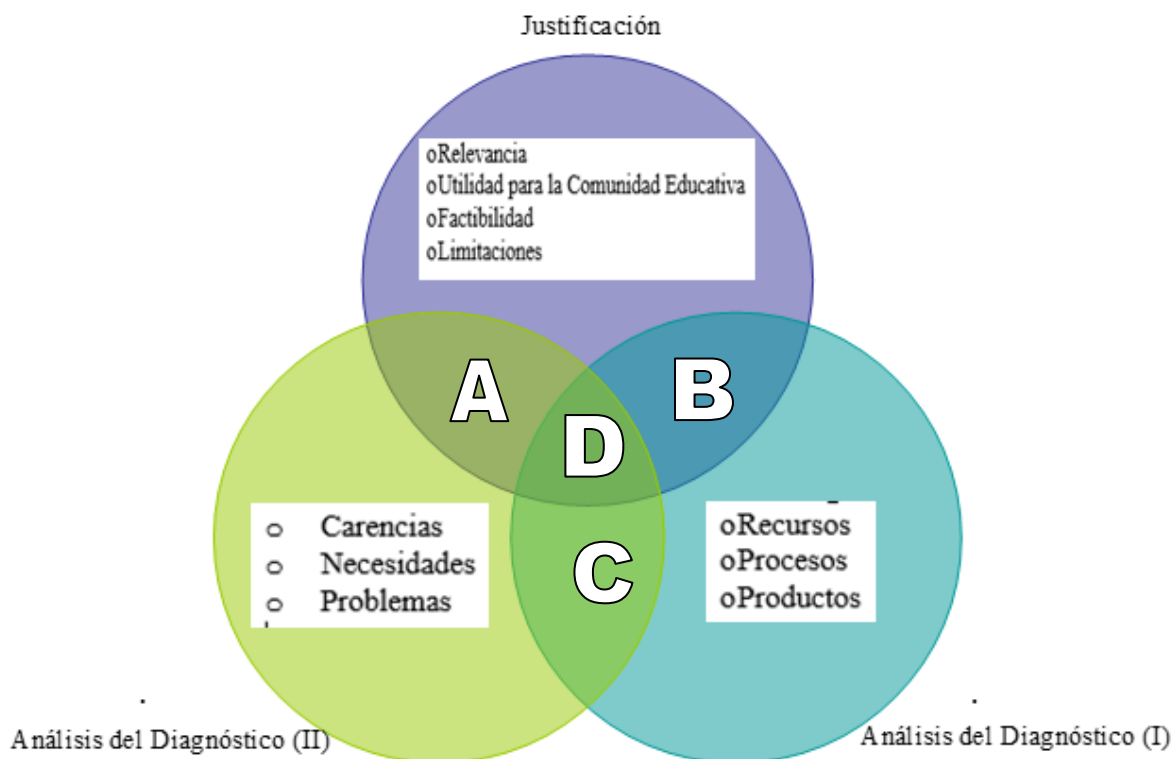 Justificación
oRelevancia
oUtilidad para la Comunidad Educativa
oFactibilidad
oLimitaciones
A
B
D
C
o Carencias
o Necesidades
o Problemas
oRecursos
oProcesos
oProductos
Análisis del Diagnóstico (II)
Análisis del Diagnóstico (I)